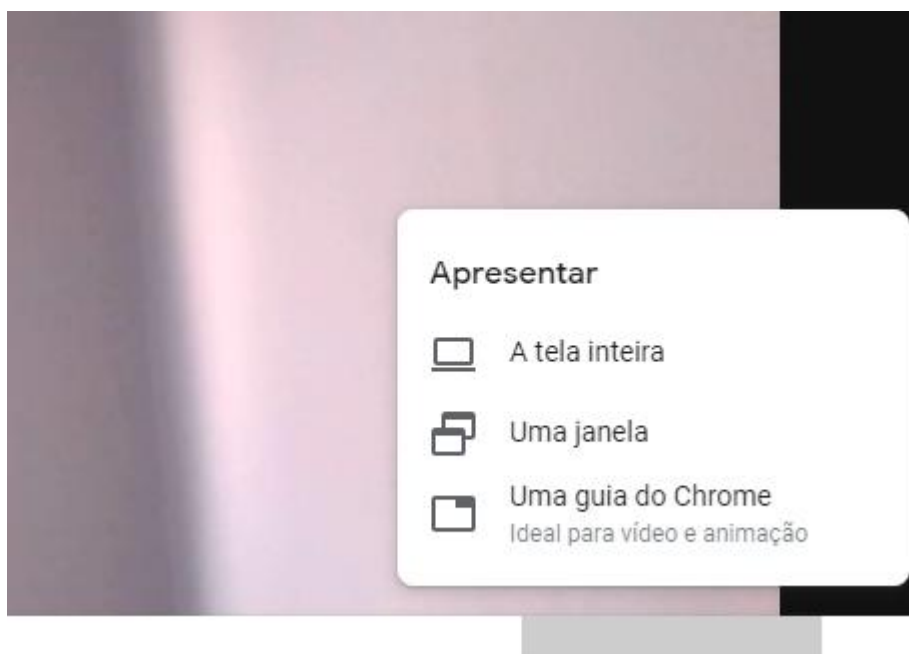 Apresentar
A tela inteira
Uma janela
Uma guia do Chrome
Ideal para vídeo e animação